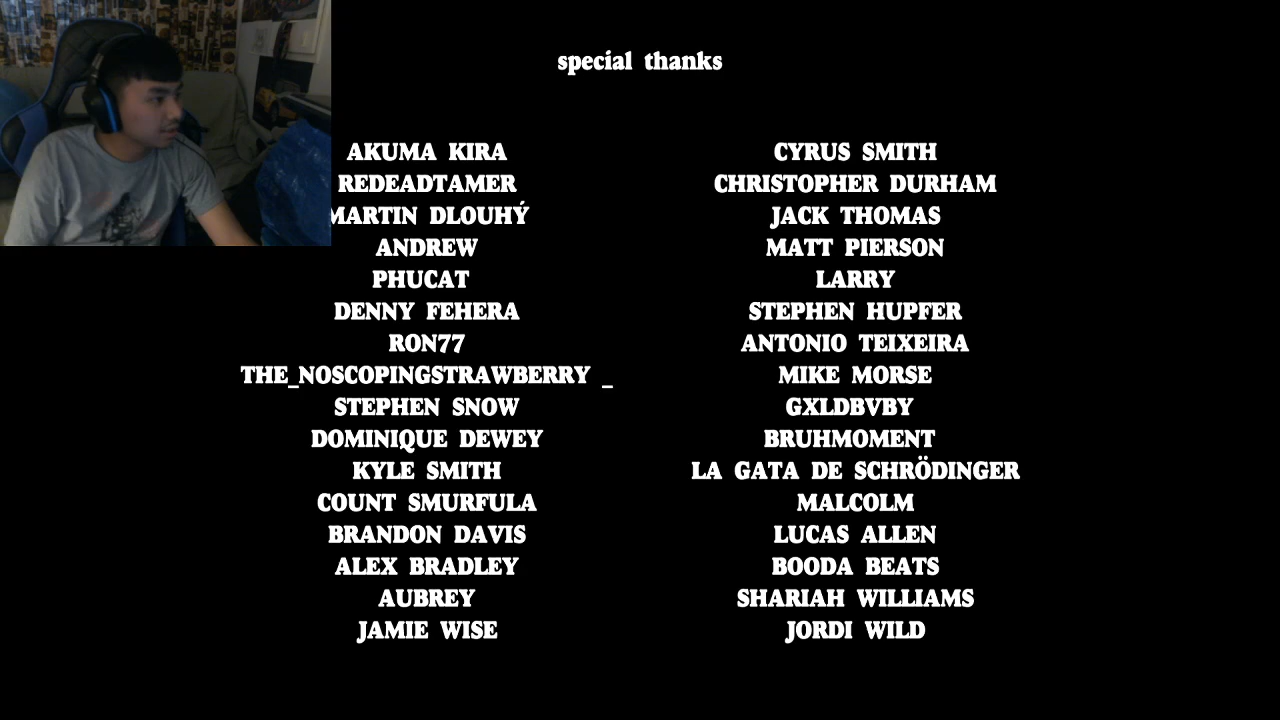 special thanks
AKUMA KIRA
REDEADTAMER
MARTIN DLOUHÝ
ANDREW
PHUCAT
DENNY FEHERA
RON77
THE_NOSCOPINGSTRAWBERRY _
STEPHEN SNOW
DOMINIQUE DEWEY
KYLE SMITH
COUNT SMURFULA
BRANDON DAVIS
ALEX BRADLEY
AUBREY
JAMIE WISE
CYRUS SMITH
CHRISTOPHER DURHAM
JACK THOMAS
MATT PIERSON
LARRY
STEPHEN HUPFER
ANTONIO TEIXEIRA
MIKE MORSE
GXLDBVBY
BRUHMOMENT
LA GATA DE SCHRÖDINGER
MALCOLM
LUCAS ALLEN
BOODA BEATS
SHARIAH WILLIAMS
JORDI WILD